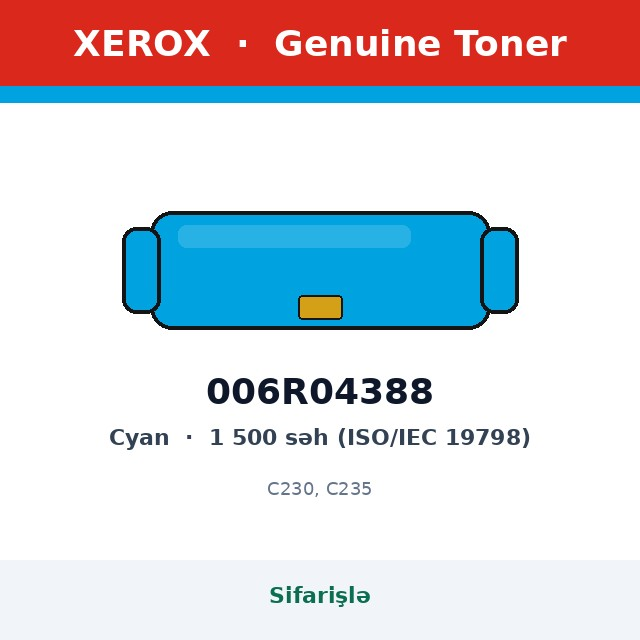 XEROX · Genuine Toner
006R04388
Cyan · 1 500 səh (ISO/IEC 19798)
C230, C235
Sifarişlə